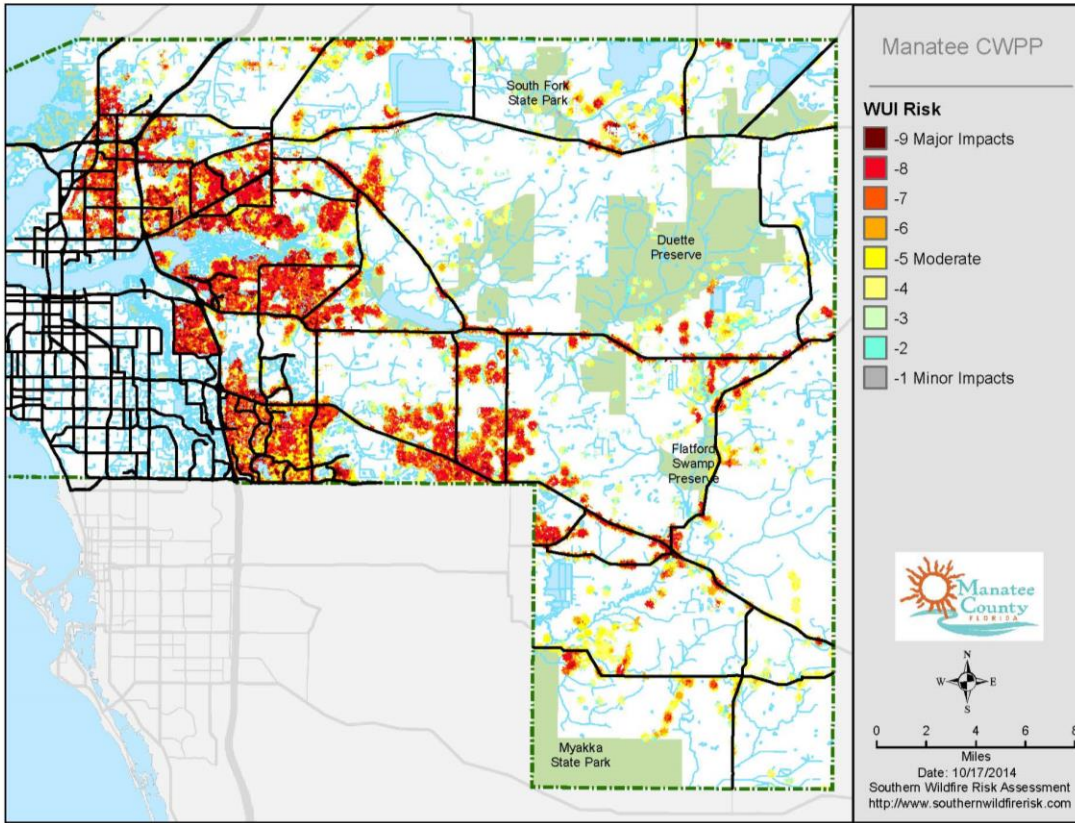 Manatee CWPP
WUI Risk
-9 Major Impacts
-8
-7
-6
-5 Moderate
-4
-3
-2
-1 Minor Impacts
South Fork
State Park
Duette
Preserve
Flatford
Swamp
Preserve
Myakka
State Park
Manatee
County
FLORIDA
N
W
E
S
0 2 4 6 8
Miles
Date: 10/17/2014
Southern Wildfire Risk Assessment
http://www.southernwildfirerisk.com